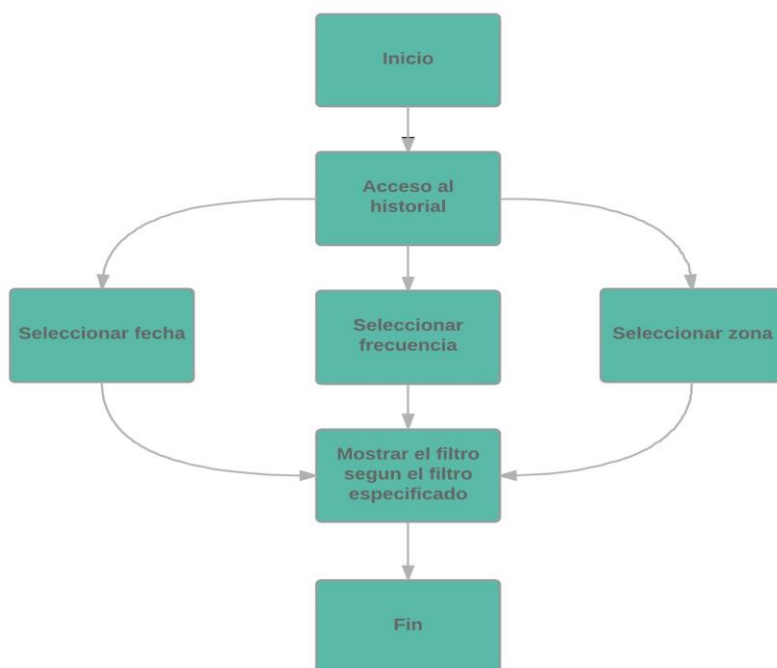 Inicio
Acceso al
historial
Seleccionar fecha
Seleccionar
frecuencia
Seleccionar zona
Mostrar el filtro
segun el filtro
especificado
Fin